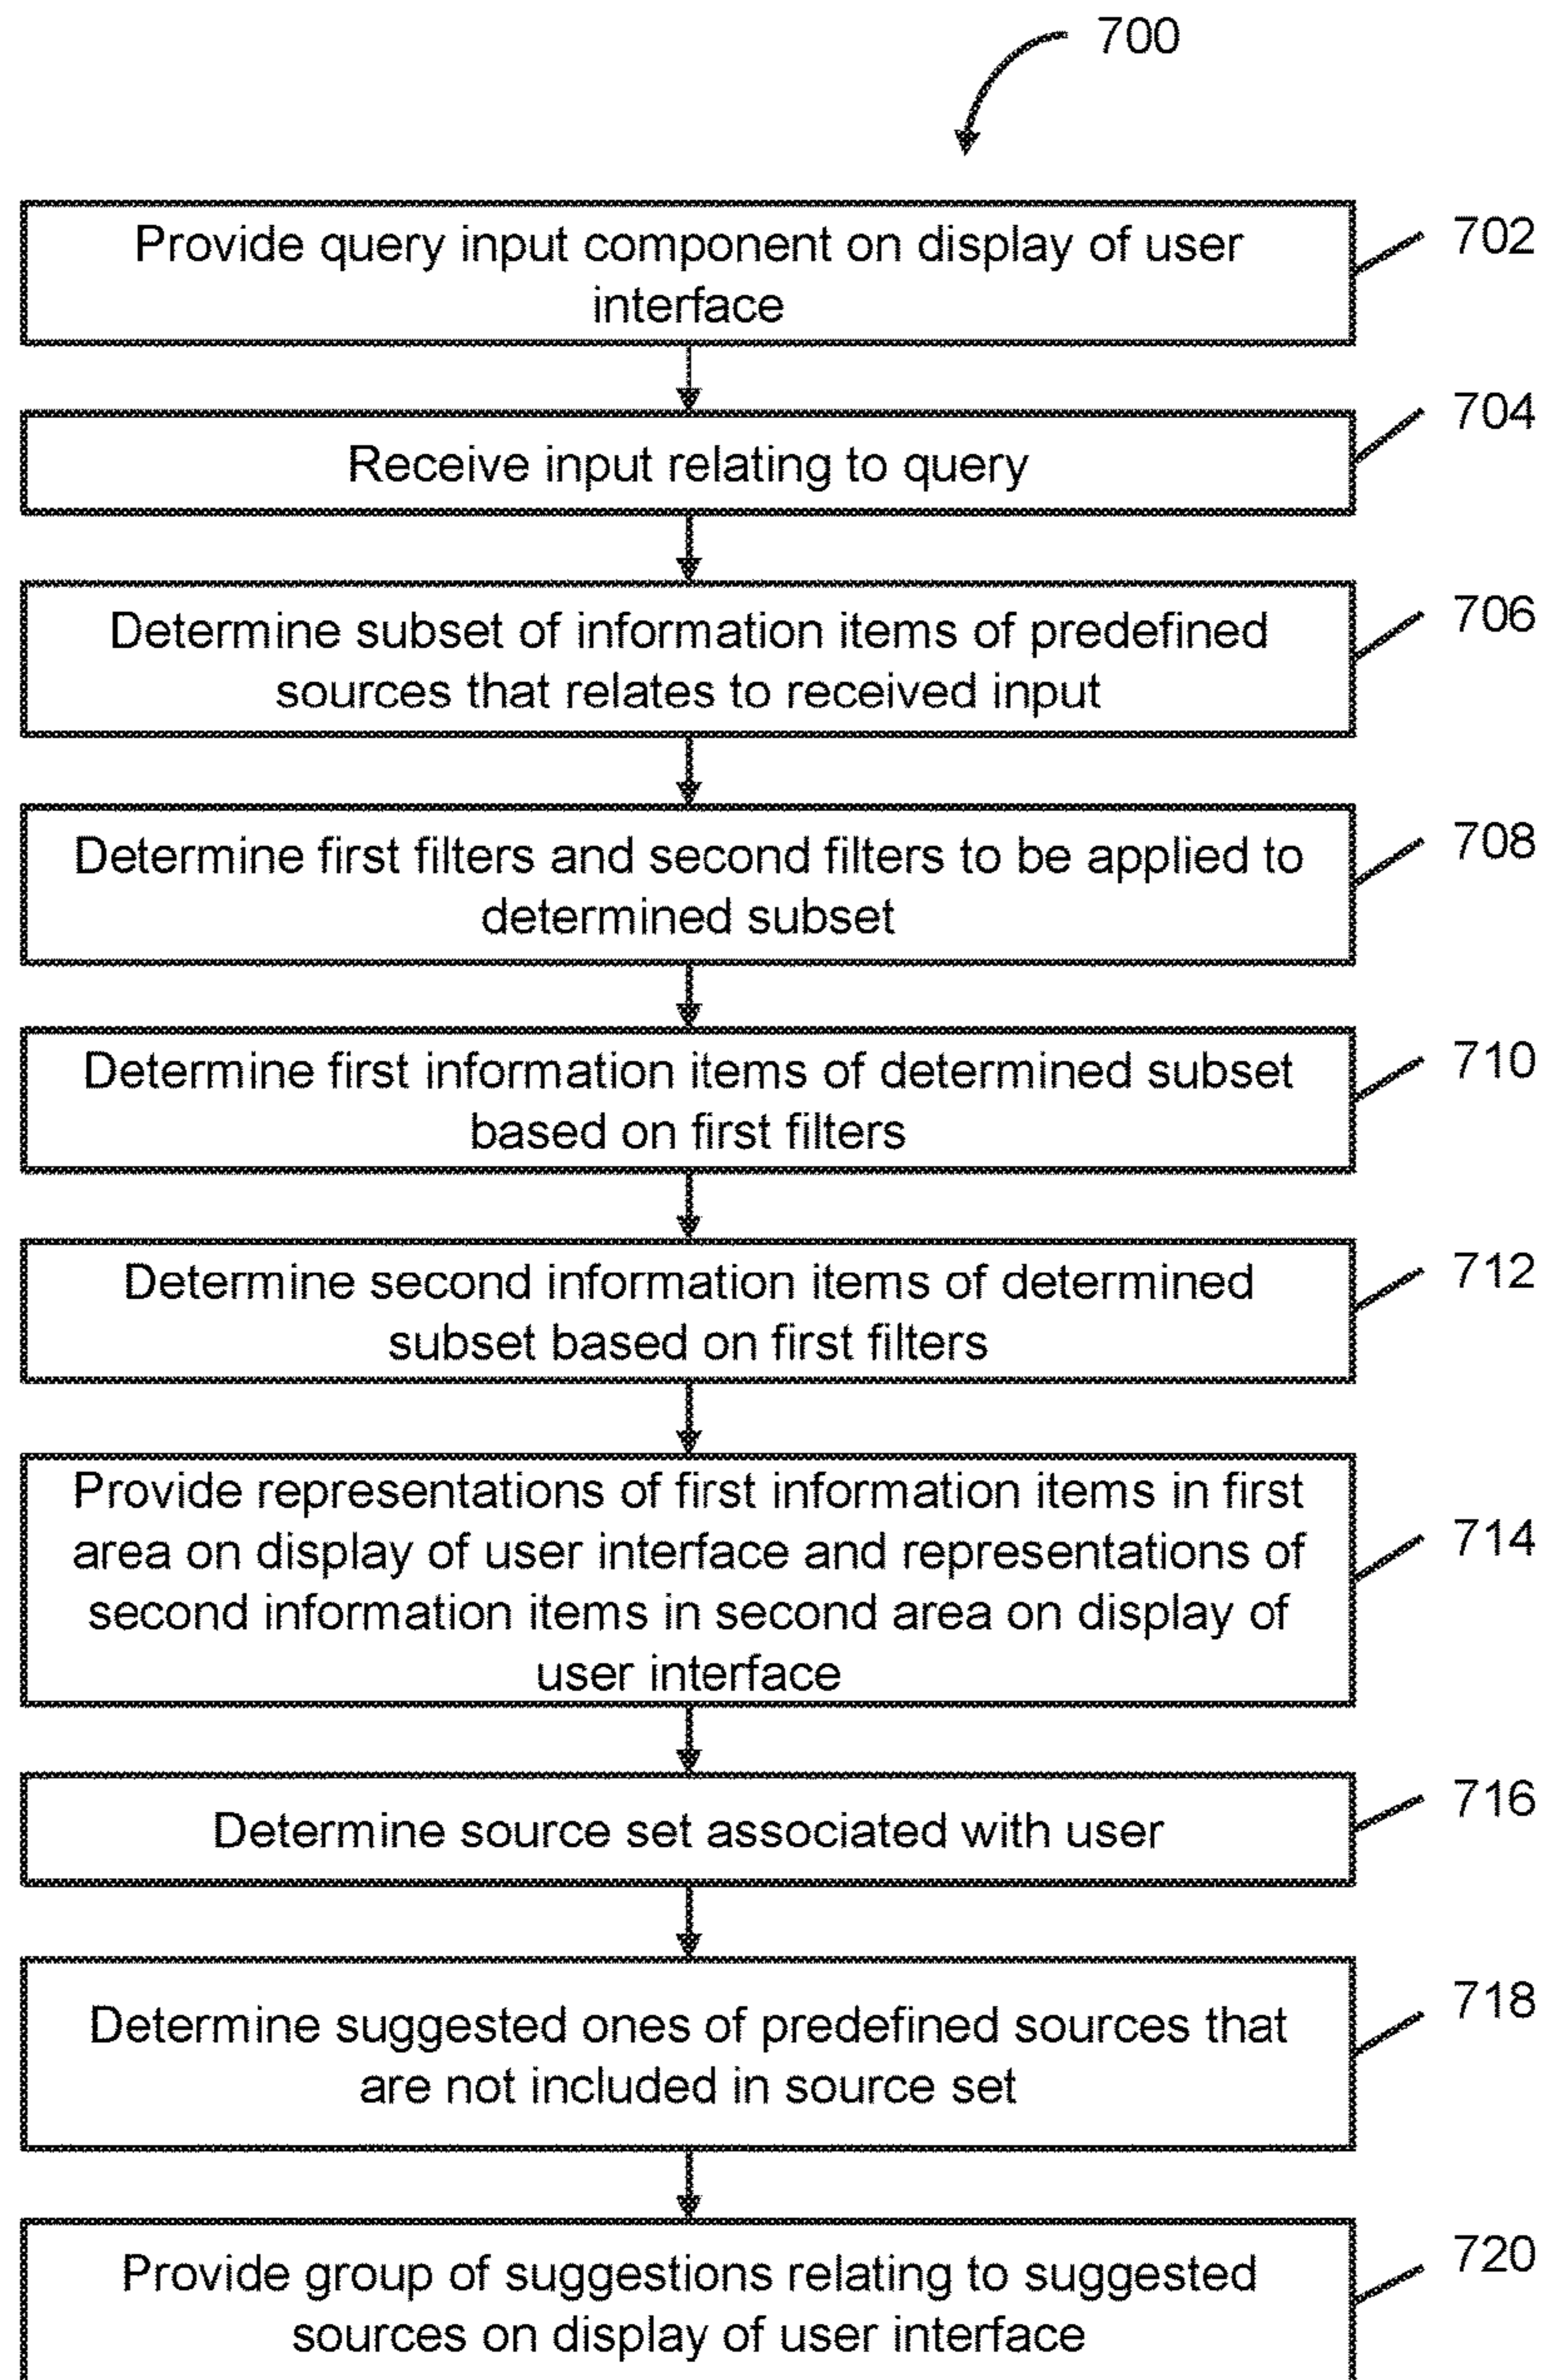 700
Provide query input component on display of user
interface
702
Receive input relating to query
704
Determine subset of information items of predefined
sources that relates to received input
706
Determine first filters and second filters to be applied to
determined subset
708
Determine first information items of determined subset
based on first filters
710
Determine second information items of determined
subset based on first filters
712
Provide representations of first information items in first
area on display of user interface and representations of
second information items in second area on display of
user interface
714
Determine source set associated with user
716
Determine suggested ones of predefined sources that
are not included in source set
718
Provide group of suggestions relating to suggested
sources on display of user interface
720